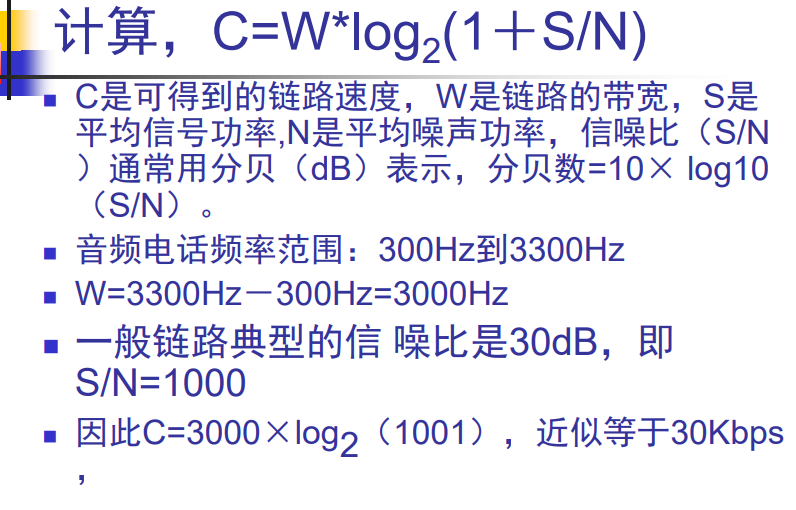 计算，C=W*log₂(1＋S/N)
C是可得到的链路速度，W是链路的带宽，S是
平均信号功率,N是平均噪声功率，信噪比（S/N
）通常用分贝（dB）表示，分贝数=10× log10
（S/N）。
音频电话频率范围：300Hz到3300Hz
W=3300Hz－300Hz=3000Hz
一般链路典型的信 噪比是30dB，即
S/N=1000
因此C=3000×log₂（1001），近似等于30Kbps
，